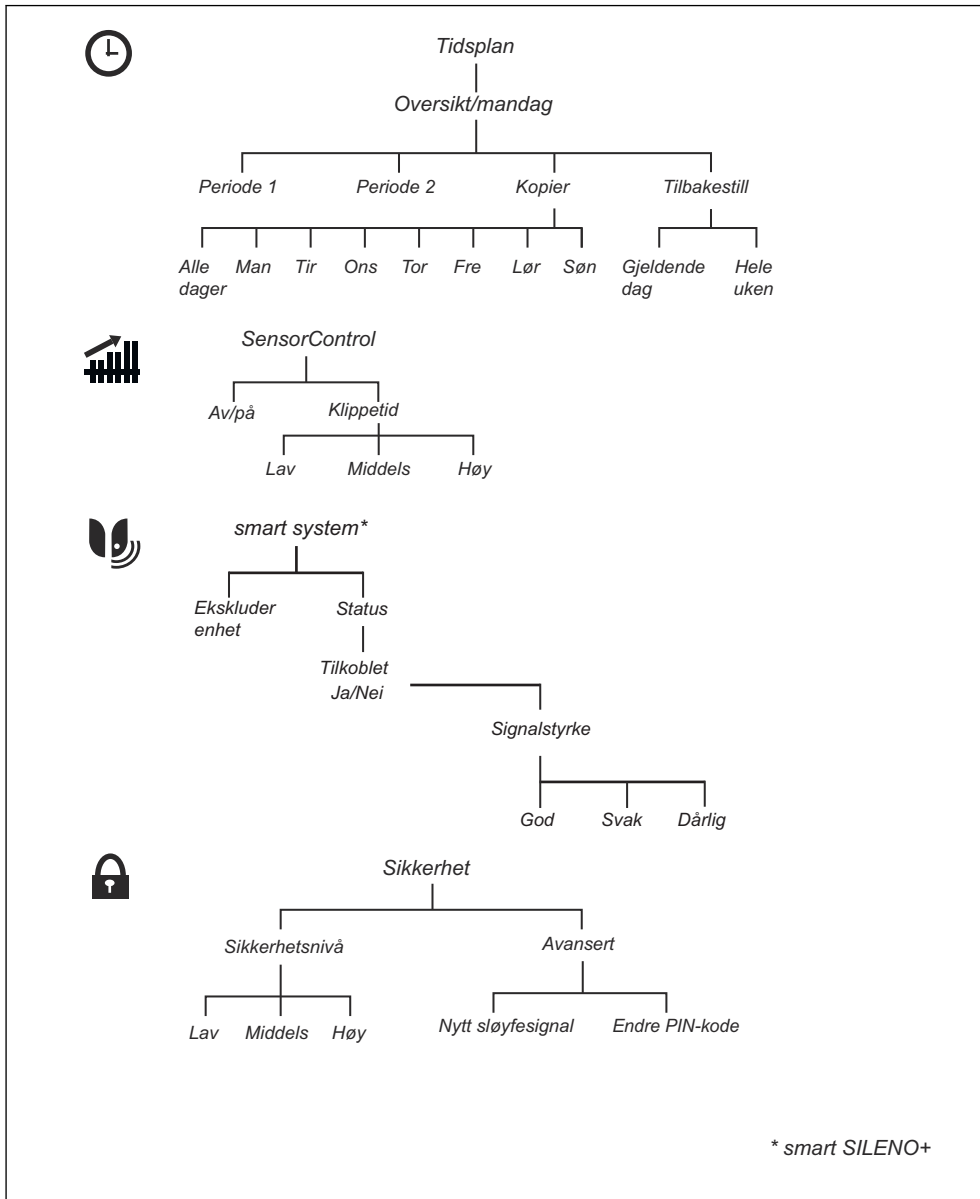 Tidsplan
Oversikt/mandag
Periode 1 Periode 2 Kopier Tilbakestill
Alle dager Man Tir Ons Tor Fre Lør Søn Gjeldende dag Hele uken
SensorControl
Av/på Klippetid
Lav Middels Høy
smart system*
Ekskluder enhet Status
Tilkoblet
Ja/Nei
Signalstyrke
God Svak Dårlig
Sikkerhet
Sikkerhetsnivå Avansert
Lav Middels Høy Nytt sløyfesignal Endre PIN-kode
* smart SILENO+